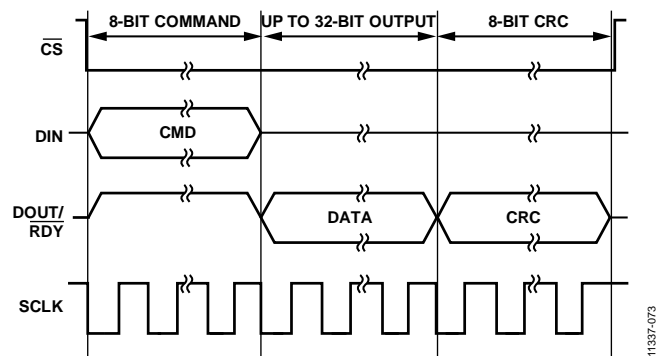 8-BIT COMMAND UP TO 32-BIT OUTPUT 8-BIT CRC
CS
DIN
CMD
DOUT/
RDY
DATA
CRC
SCLK
11337-073